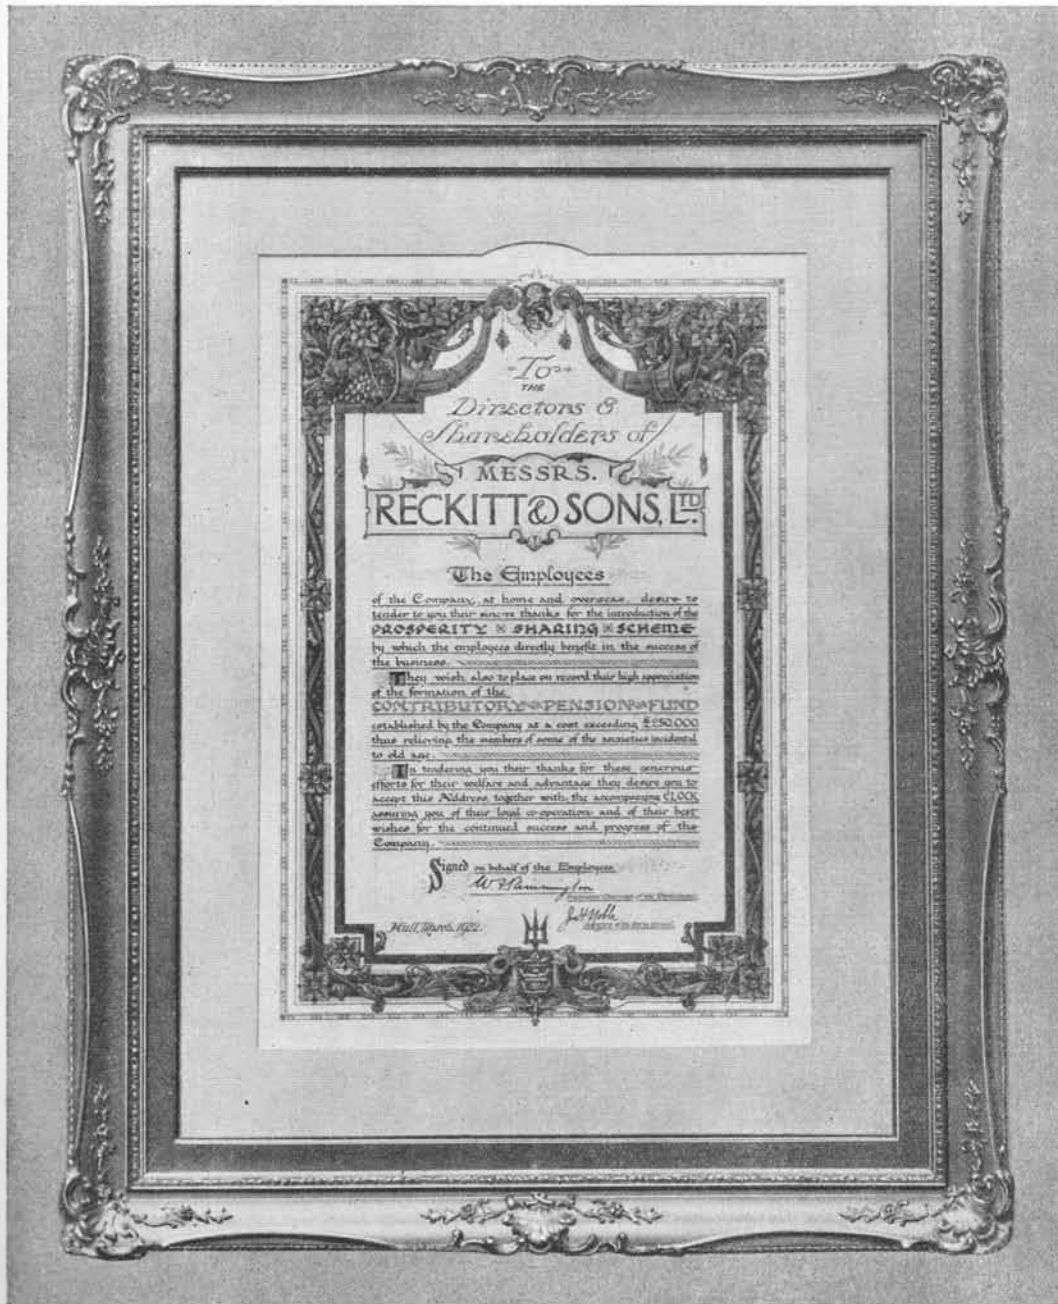 To
THE
Directors &
Shareholders of
MESSRS.
RECKITT & SONS, LTD.
The Employees
of the Company, at home and overseas, desire to
tender to you their sincere thanks for the introduction of the
PROSPERITY SHARING SCHEME
by which the employees directly benefit in the success of
the business.
They wish also to place on record their high appreciation
of the formation of the
CONTRIBUTORY PENSION FUND
established by the Company at a cost exceeding £250,000
thus relieving the members of some of the anxieties incidental
to old age.
In tendering you their thanks for these generous
efforts for their welfare and advantage they desire you to
accept this Address, together with the accompanying CLOCK
assuring you of their loyal co-operation and of their best
wishes for the continued success and progress of the
Company.
Signed on behalf of the Employees
Hull, March, 1922.
Noble